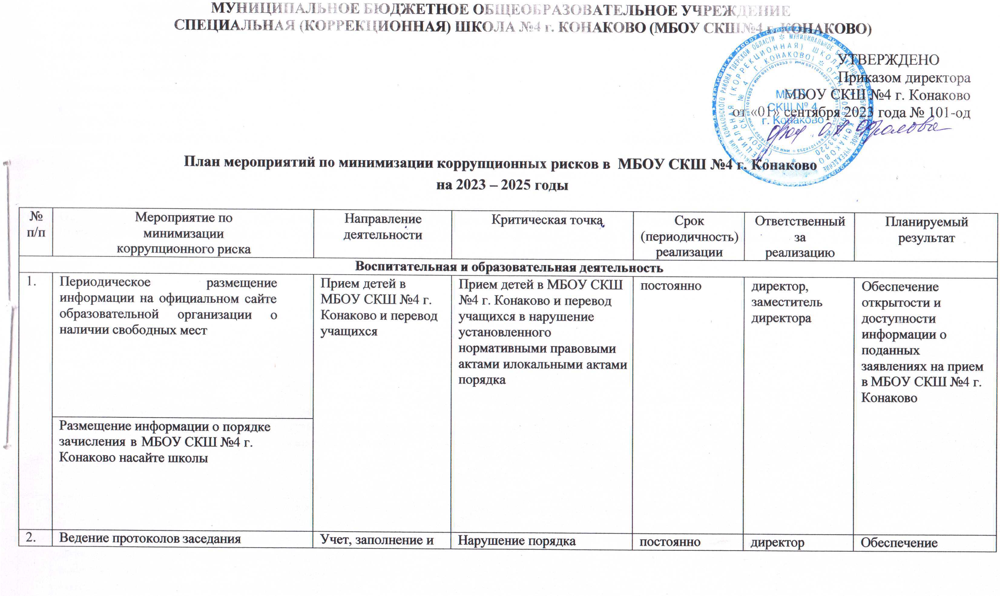 МУНИЦИПАЛЬНОЕ БЮДЖЕТНОЕ ОБЩЕОБРАЗОВАТЕЛЬНОЕ УЧРЕЖДЕНИЕ
СПЕЦИАЛЬНАЯ (КОРРЕКЦИОННАЯ) ШКОЛА №4 г. КОНАКОВО (МБОУ СКШ№4 г. КОНАКОВО)
УТВЕРЖДЕНО
Приказом директора
МБОУ СКШ №4 г. Конаково
от «01» сентября 2023 года № 101-од
МБОУ
СКШ № 4
г. Конаково
План мероприятий по минимизации коррупционных рисков в МБОУ СКШ №4 г. Конаково
на 2023 – 2025 годы
№
п/п
Мероприятие по
минимизации
коррупционного риска
Направление
деятельности
Критическая точка
Срок
(периодичность)
реализации
Ответственный
за
реализацию
Планируемый
результат
Воспитательная и образовательная деятельность
1.
Периодическое размещение
информации на официальном сайте
образовательной организации о
наличии свободных мест
Размещение информации о порядке
зачисления в МБОУ СКШ №4 г.
Конаково насайте школы
Прием детей в
МБОУ СКШ №4 г.
Конаково и перевод
учащихся
Прием детей в МБОУ СКШ
№4 г. Конаково и перевод
учащихся в нарушение
установленного
нормативными правовыми
актами илокальными актами
порядка
постоянно
директор,
заместитель
директора
Обеспечение
открытости и
доступности
информации о
поданных
заявлениях на прием
в МБОУ СКШ №4 г.
Конаково
2.
Ведение протоколов заседания
Учет, заполнение и
Нарушение порядка
постоянно
директор
Обеспечение